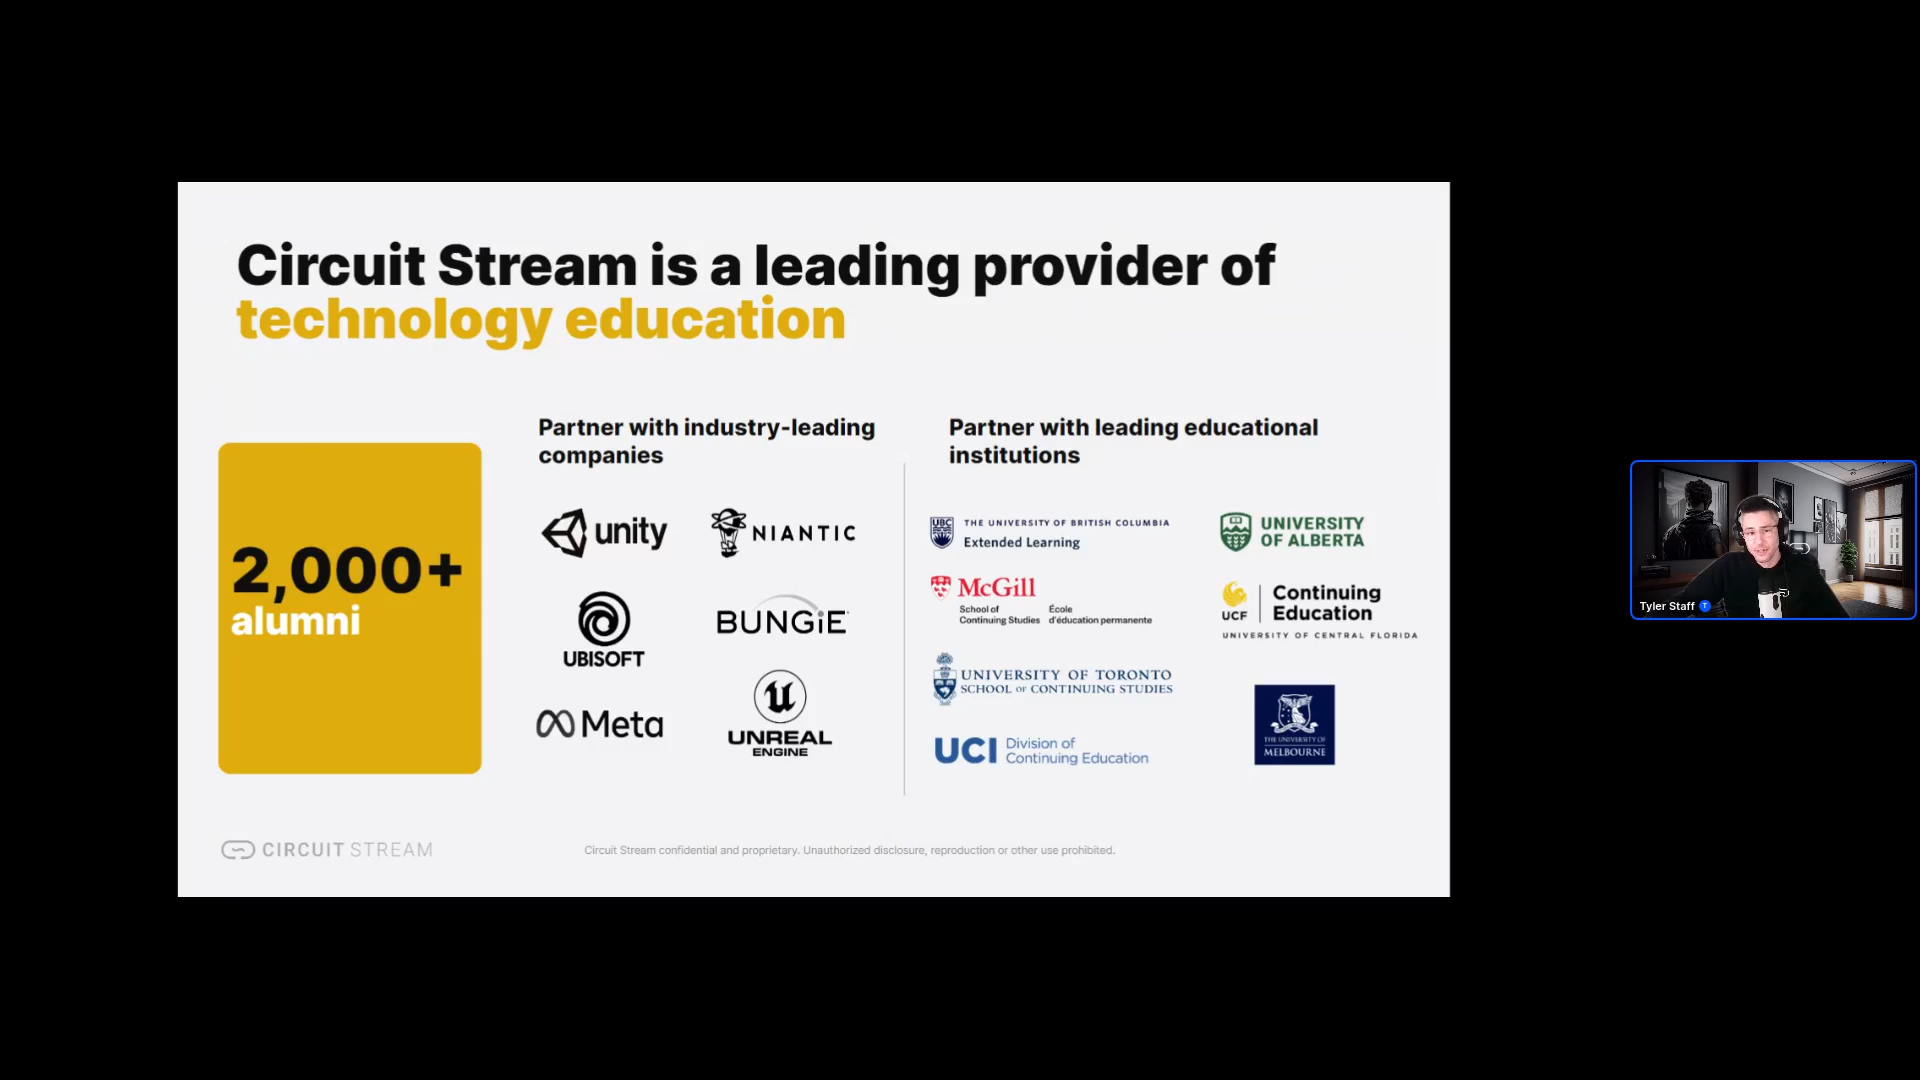 Circuit Stream is a leading provider of
technology education
2,000+
alumni
Partner with industry-leading
companies
unity
NIANTIC
UBISOFT
BUNGiE
Meta
UNREAL
ENGINE
Partner with leading educational
institutions
UBC
THE UNIVERSITY OF BRITISH COLUMBIA
Extended Learning
UNIVERSITY
OF ALBERTA
McGill
School of
Continuing Studies
École
d'éducation permanente
UCF
Continuing
Education
UNIVERSITY OF CENTRAL FLORIDA
UNIVERSITY OF TORONTO
SCHOOL OF CONTINUING STUDIES
UCI
Division of
Continuing Education
THE UNIVERSITY OF
MELBOURNE
CIRCUIT STREAM
Circuit Stream confidential and proprietary. Unauthorized disclosure, reproduction or other use prohibited.
Tyler Staff
T